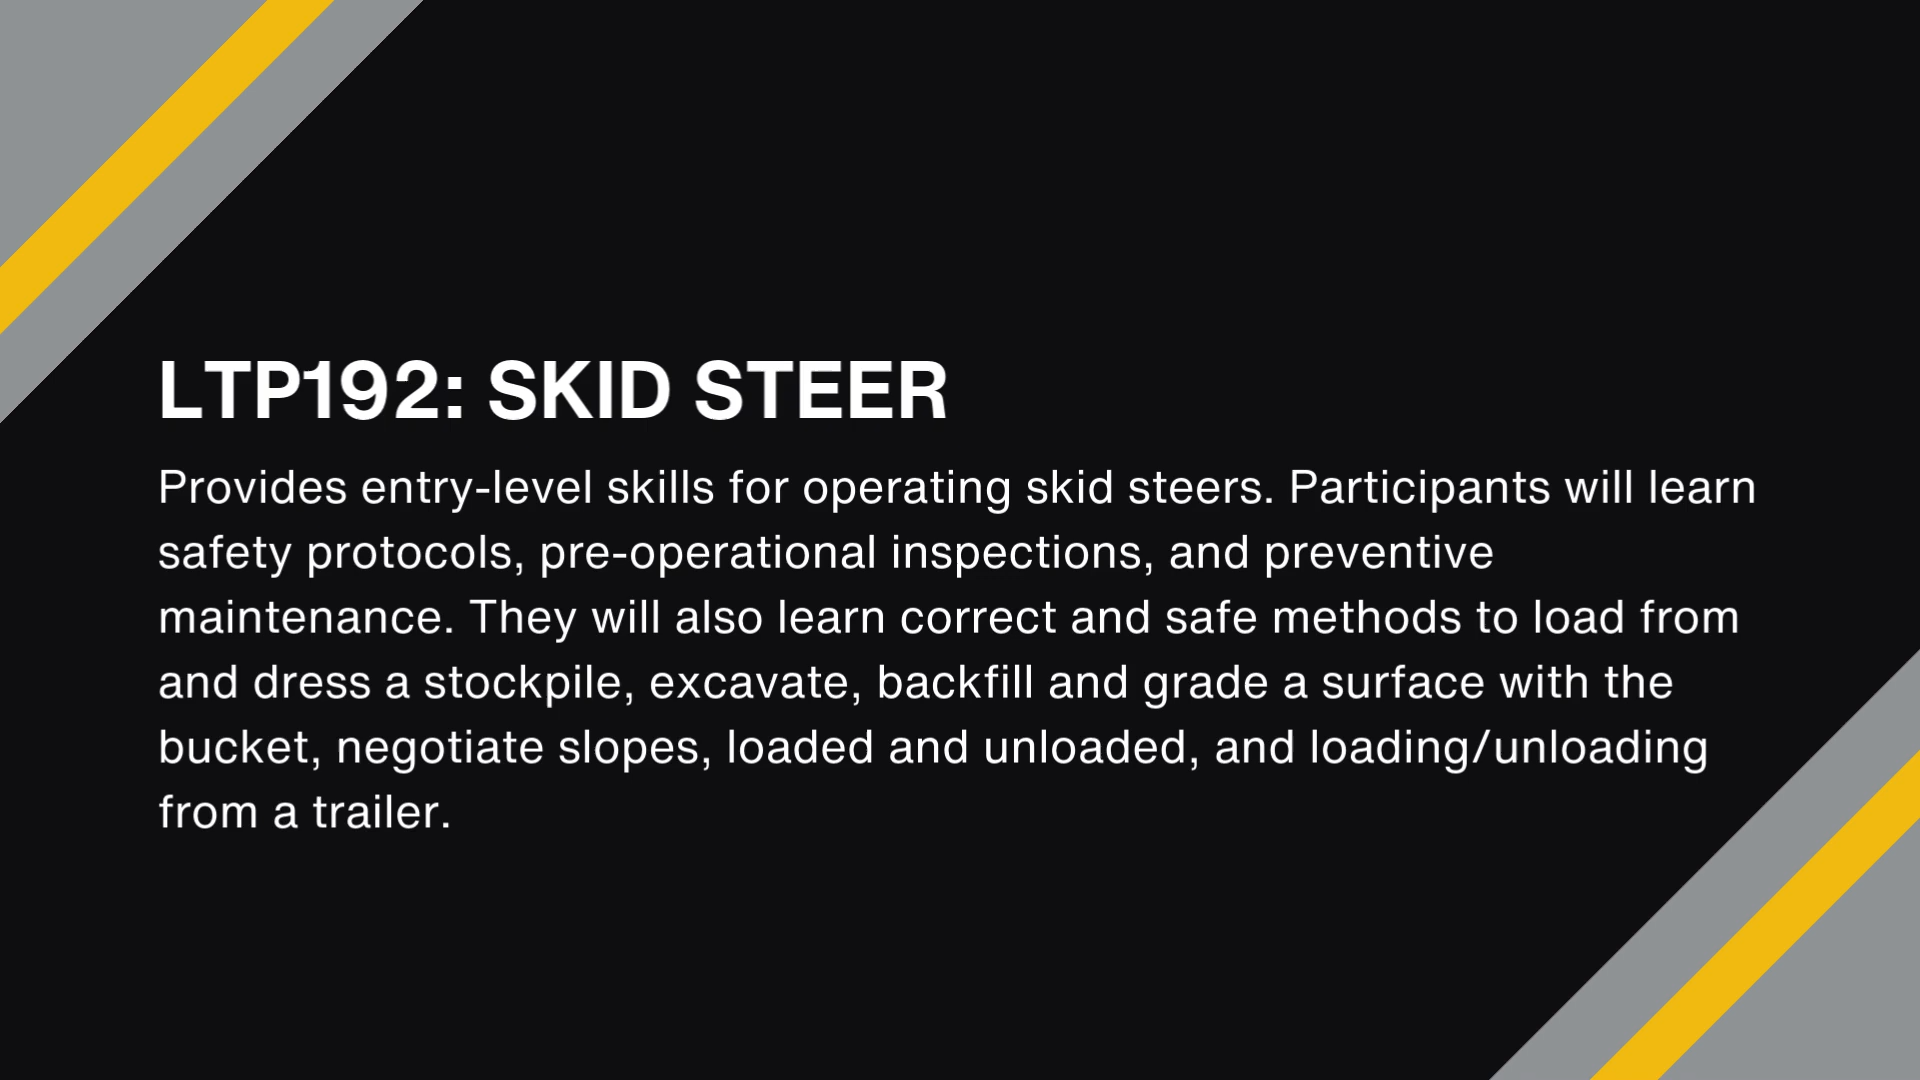 LTP192: SKID STEER
Provides entry-level skills for operating skid steers. Participants will learn
safety protocols, pre-operational inspections, and preventive
maintenance. They will also learn correct and safe methods to load from
and dress a stockpile, excavate, backfill and grade a surface with the
bucket, negotiate slopes, loaded and unloaded, and loading/unloading
from a trailer.